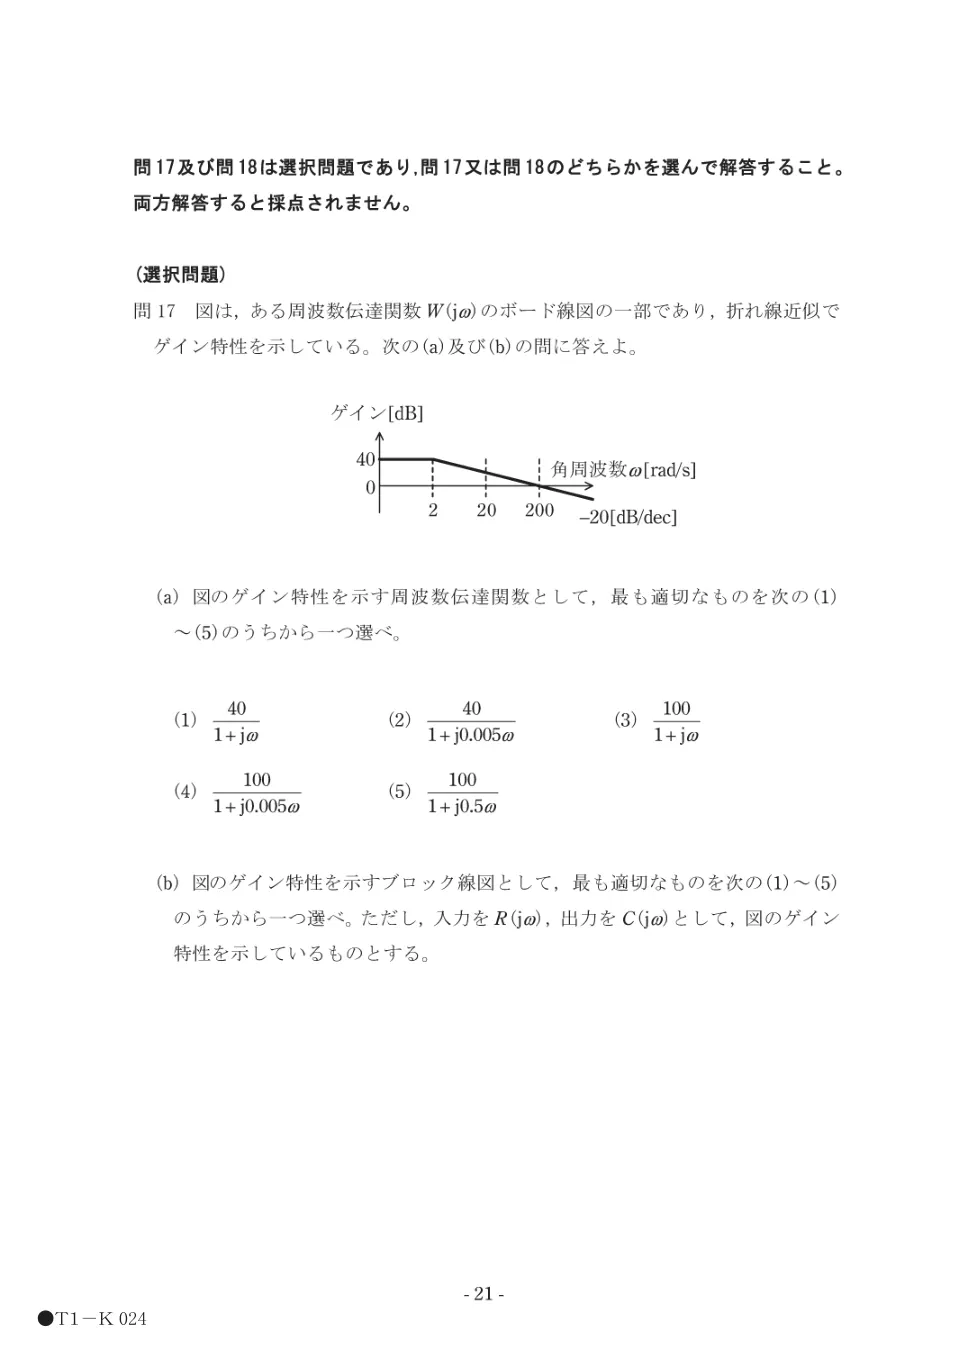 問17及び問18は選択問題であり,問17又は問18のどちらかを選んで解答すること。
両方解答すると採点されません。
(選択問題)
問17　図は，ある周波数伝達関数W(jω)のボード線図の一部であり，折れ線近似で
ゲイン特性を示している。次の(a)及び(b)の問に答えよ。
ゲイン[dB]
40
0
角周波数ω[rad/s]
2 20 200
–20[dB/dec]
(a) 図のゲイン特性を示す周波数伝達関数として，最も適切なものを次の(1)
～(5)のうちから一つ選べ。
(1) 40/(1+jω) (2) 40/(1+j0.005ω) (3) 100/(1+jω)
(4) 100/(1+j0.005ω) (5) 100/(1+j0.5ω)
(b) 図のゲイン特性を示すブロック線図として，最も適切なものを次の(1)～(5)
のうちから一つ選べ。ただし，入力をR(jω)，出力をC(jω)として，図のゲイン
特性を示しているものとする。
- 21 -
●T1－K 024